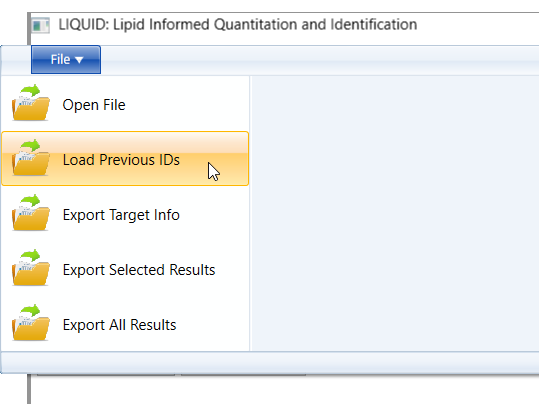 LIQUID: Lipid Informed Quantitation and Identification
File
Open File
Load Previous IDs
Export Target Info
Export Selected Results
Export All Results